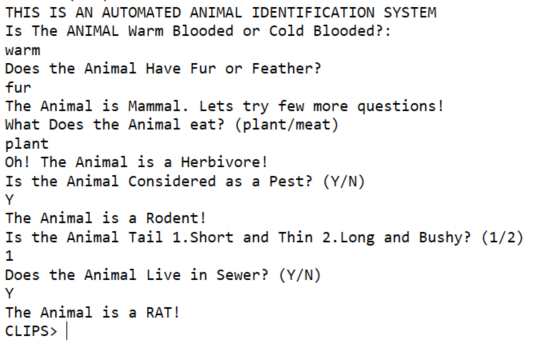 THIS IS AN AUTOMATED ANIMAL IDENTIFICATION SYSTEM
Is The ANIMAL Warm Blooded or Cold Blooded?:
warm
Does the Animal Have Fur or Feather?
fur
The Animal is Mammal. Lets try few more questions!
What Does the Animal eat? (plant/meat)
plant
Oh! The Animal is a Herbivore!
Is the Animal Considered as a Pest? (Y/N)
Y
The Animal is a Rodent!
Is the Animal Tail 1.Short and Thin 2.Long and Bushy? (1/2)
1
Does the Animal Live in Sewer? (Y/N)
Y
The Animal is a RAT!
CLIPS>